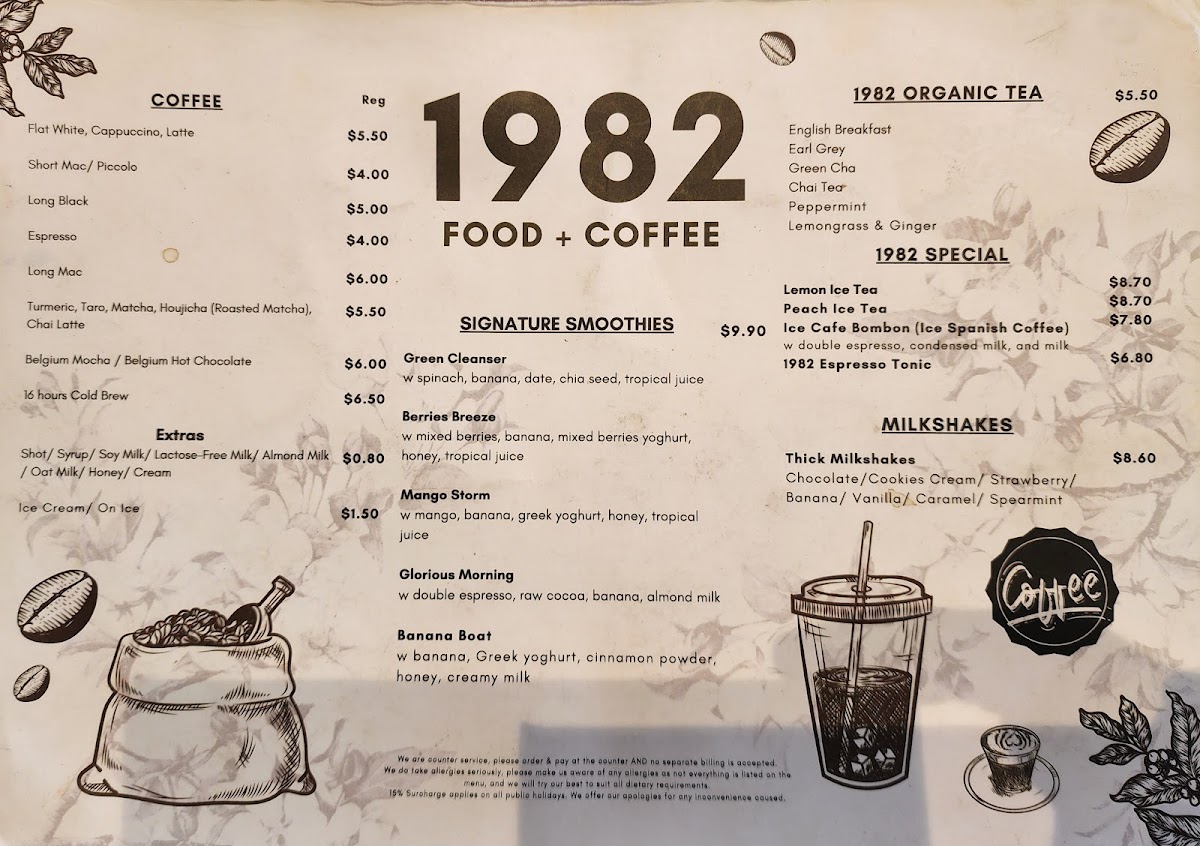 COFFEE Reg
Flat White, Cappuccino, Latte $5.50
Short Mac/ Piccolo $4.00
Long Black $5.00
Espresso $4.00
Long Mac $6.00
Turmeric, Taro, Matcha, Houjicha (Roasted Matcha), $5.50
Chai Latte
Belgium Mocha / Belgium Hot Chocolate $6.00
16 hours Cold Brew $6.50
Extras
Shot/ Syrup/ Soy Milk/ Lactose-Free Milk/ Almond Milk $0.80
/ Oat Milk/ Honey/ Cream
Ice Cream/ On Ice $1.50
1982
FOOD + COFFEE
SIGNATURE SMOOTHIES $9.90
Green Cleanser
w spinach, banana, date, chia seed, tropical juice
Berries Breeze
w mixed berries, banana, mixed berries yoghurt,
honey, tropical juice
Mango Storm
w mango, banana, greek yoghurt, honey, tropical
juice
Glorious Morning
w double espresso, raw cocoa, banana, almond milk
Banana Boat
w banana, Greek yoghurt, cinnamon powder,
honey, creamy milk
1982 ORGANIC TEA $5.50
English Breakfast
Earl Grey
Green Cha
Chai Tea
Peppermint
Lemongrass & Ginger
1982 SPECIAL
Lemon Ice Tea $8.70
Peach Ice Tea $8.70
Ice Cafe Bombon (Ice Spanish Coffee) $7.80
w double espresso, condensed milk, and milk
1982 Espresso Tonic $6.80
MILKSHAKES
Thick Milkshakes $8.60
Chocolate/Cookies Cream/ Strawberry/
Banana/ Vanilla/ Caramel/ Spearmint
Coffee
We are counter service, please order & pay at the counter AND no separate billing is accepted.
We do take allergies seriously, please make us aware of any allergies as not everything is listed on the
menu, and we will try our best to suit all dietary requirements.
15% Surcharge applies on all public holidays. We offer our apologies for any inconvenience caused.